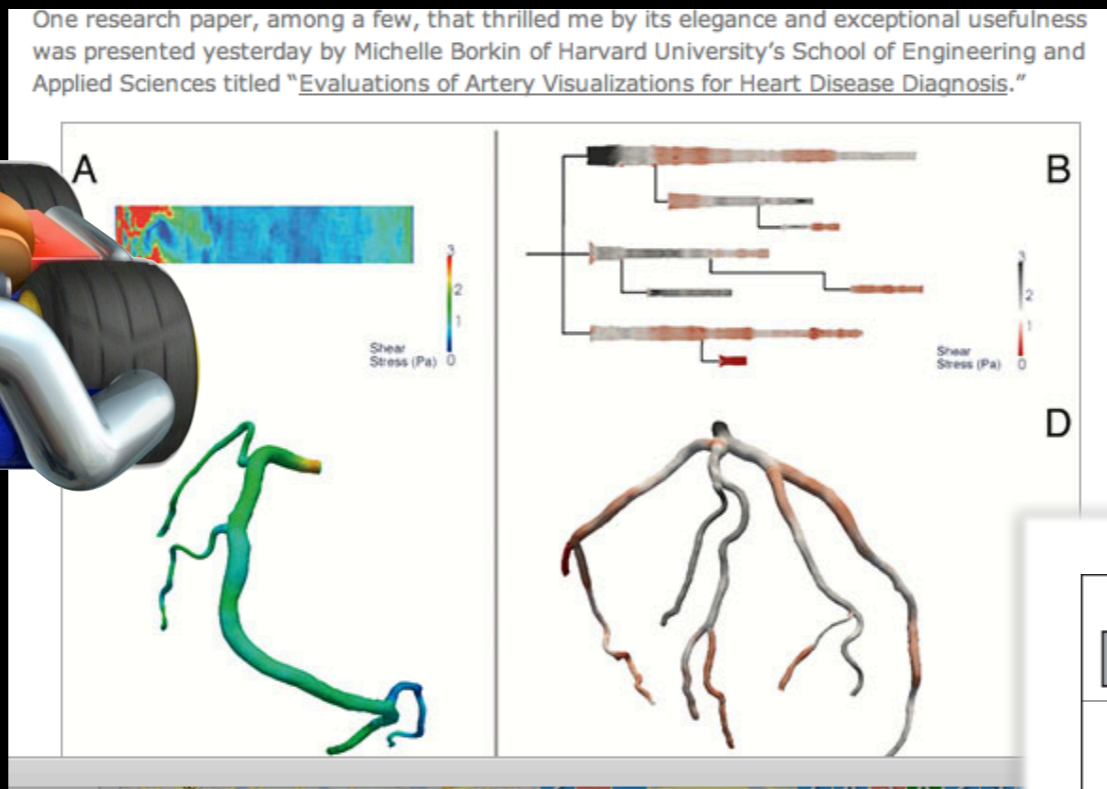 One research paper, among a few, that thrilled me by its elegance and exceptional usefulness
was presented yesterday by Michelle Borkin of Harvard University's School of Engineering and
Applied Sciences titled “Evaluations of Artery Visualizations for Heart Disease Diagnosis.”
A
3
2
1
0
Shear
Stress (Pa)
B
3
2
1
0
Shear
Stress (Pa)
D